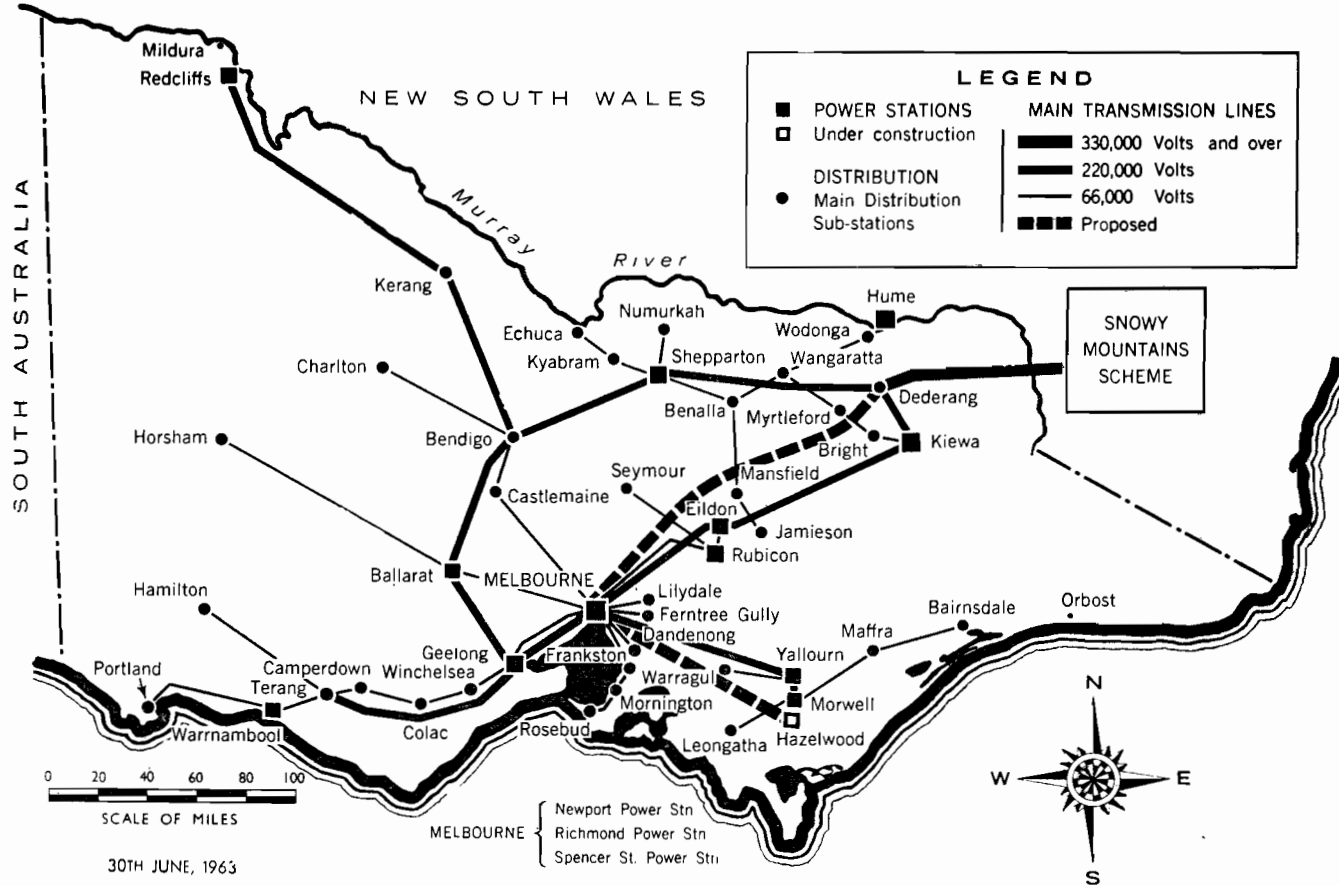 Mildura
Redcliffs
NEW SOUTH WALES
SOUTH AUSTRALIA
Murray
River
LEGEND
POWER STATIONS
Under construction
DISTRIBUTION
Main Distribution
Sub-stations
MAIN TRANSMISSION LINES
330,000 Volts and over
220,000 Volts
66,000 Volts
Proposed
SNOWY
MOUNTAINS
SCHEME
Kerang
Hume
Numurkah
Echuca
Wodonga
Kyabram
Shepparton
Wangaratta
Charlton
Dederang
Benalla
Myrtleford
Horsham
Bendigo
Bright
Kiewa
Seymour
Mansfield
Castlemaine
Eildon
Jamieson
Rubicon
Ballarat
MELBOURNE
Hamilton
Lilydale
Ferntree Gully
Dandenong
Bairnsdale
Orbost
Maffra
Geelong
Frankston
Yallourn
Portland
Camperdown
Winchelsea
Terang
Warragul
Mornington
Morwell
Warrnambool
Colac
Rosebud
Leongatha
Hazelwood
0 20 40 60 80 100
SCALE OF MILES
30TH JUNE, 1963
MELBOURNE
Newport Power Stn
Richmond Power Stn
Spencer St. Power Stn
N
W
E
S